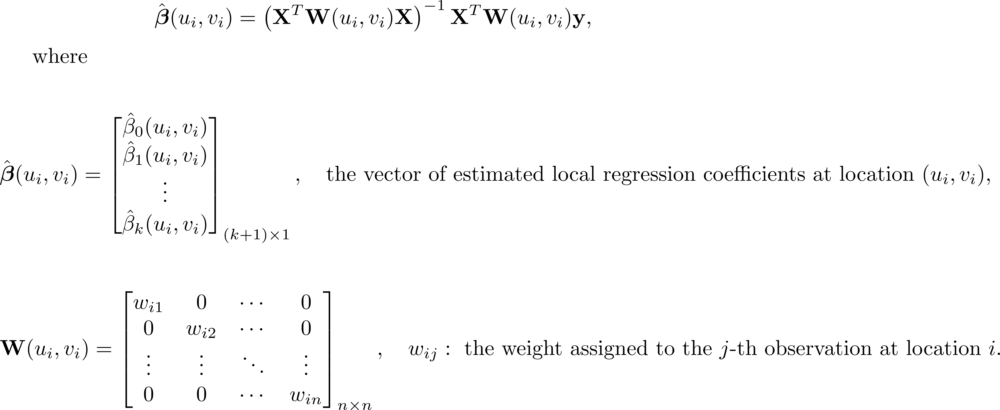 $$\hat{\boldsymbol{\beta}}(u_i, v_i) = \left(\mathbf{X}^T \mathbf{W}(u_i, v_i)\mathbf{X}\right)^{-1} \mathbf{X}^T \mathbf{W}(u_i, v_i)\mathbf{y},$$
where
$$\hat{\boldsymbol{\beta}}(u_i, v_i) = \begin{bmatrix} \hat{\beta}_0(u_i, v_i) \\ \hat{\beta}_1(u_i, v_i) \\ \vdots \\ \hat{\beta}_k(u_i, v_i) \end{bmatrix}_{(k+1)\times 1}, \quad \text{the vector of estimated local regression coefficients at location } (u_i, v_i),$$
$$\mathbf{W}(u_i, v_i) = \begin{bmatrix} w_{i1} & 0 & \cdots & 0 \\ 0 & w_{i2} & \cdots & 0 \\ \vdots & \vdots & \ddots & \vdots \\ 0 & 0 & \cdots & w_{in} \end{bmatrix}_{n\times n}, \quad w_{ij} : \text{ the weight assigned to the } j\text{-th observation at location } i.$$